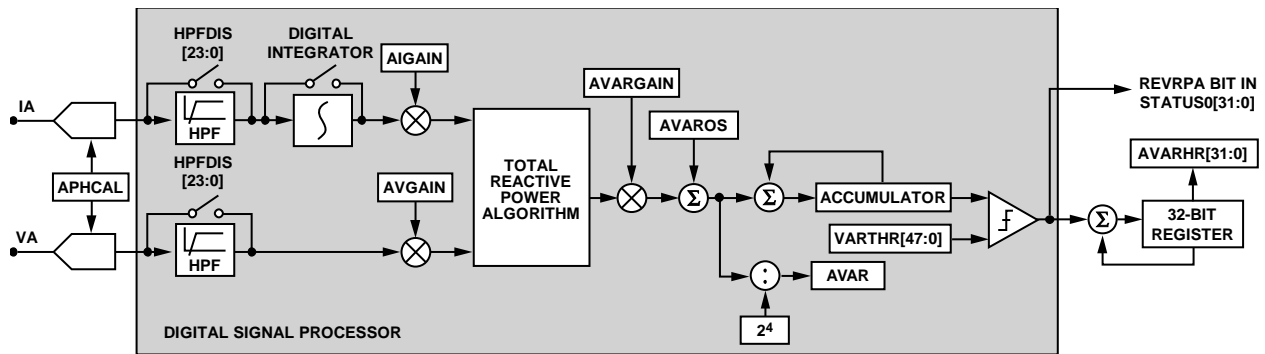 IA
APHCAL
VA
HPFDIS
[23:0]
HPF
DIGITAL
INTEGRATOR
AIGAIN
HPFDIS
[23:0]
HPF
AVGAIN
TOTAL
REACTIVE
POWER
ALGORITHM
AVARGAIN
AVAROS
Σ
Σ
ACCUMULATOR
VARTHR[47:0]
:
AVAR
2⁴
DIGITAL SIGNAL PROCESSOR
REVRPA BIT IN
STATUS0[31:0]
AVARHR[31:0]
Σ
32-BIT
REGISTER